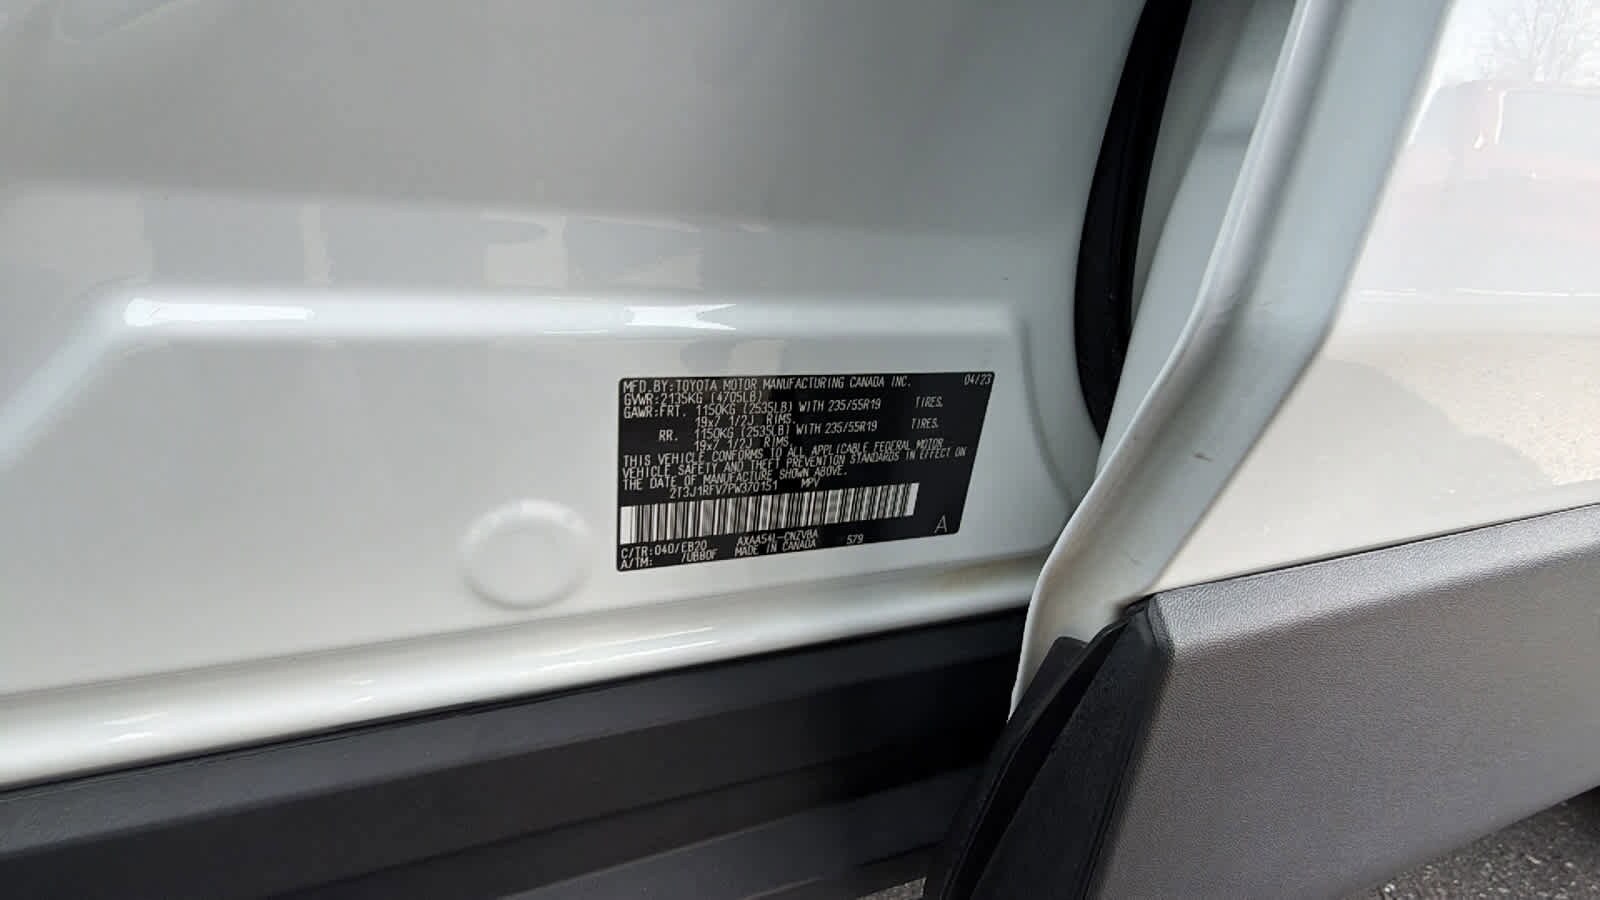 MFD.BY:TOYOTA MOTOR MANUFACTURING CANADA INC. 04/23
GVWR:2135KG (4705LB)
GAWR:FRT. 1150KG (2535LB) WITH 235/55R19 TIRES.
19x7 1/2J RIMS.
RR. 1150KG (2535LB) WITH 235/55R19 TIRES.
19x7 1/2J RIMS.
THIS VEHICLE CONFORMS TO ALL APPLICABLE FEDERAL MOTOR
VEHICLE SAFETY AND THEFT PREVENTION STANDARDS IN EFFECT ON
THE DATE OF MANUFACTURE SHOWN ABOVE.
2T3J1RFV7PW370151 MPV
A
C/TR:040/EB20 AXAA54L-CNZVBA 579
A/TM: /UB80F MADE IN CANADA